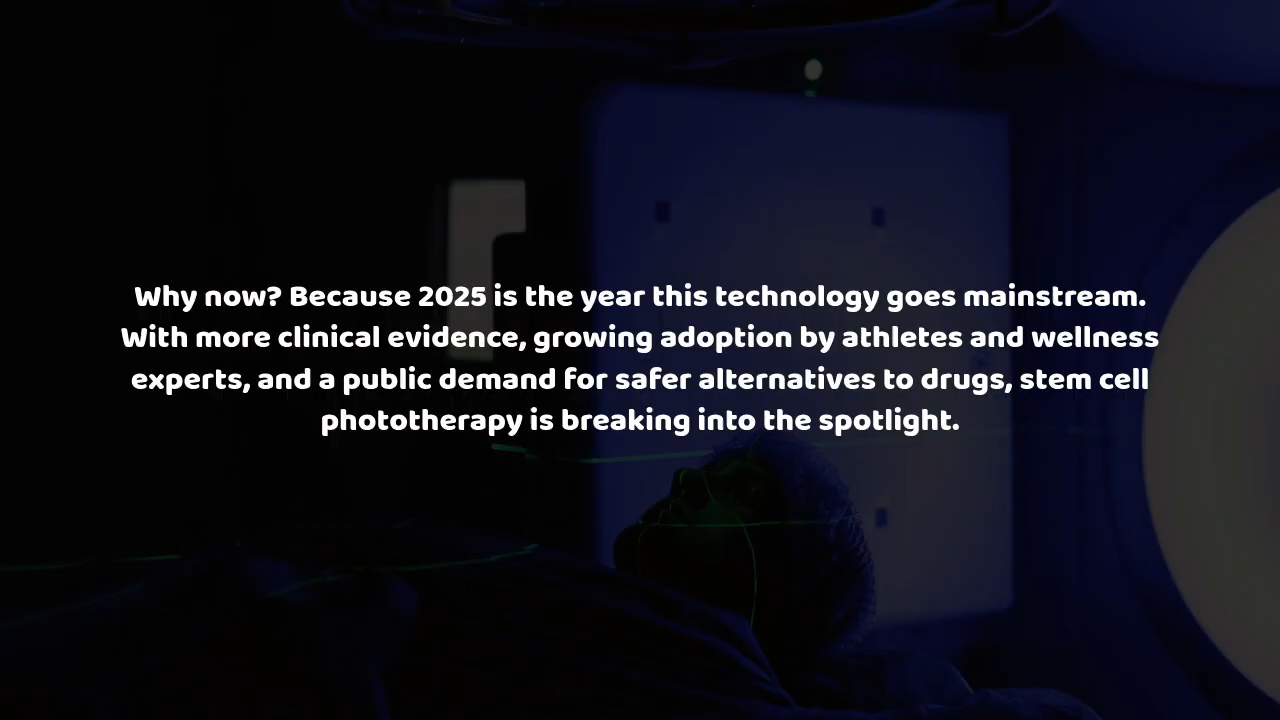 Why now? Because 2025 is the year this technology goes mainstream.
With more clinical evidence, growing adoption by athletes and wellness
experts, and a public demand for safer alternatives to drugs, stem cell
phototherapy is breaking into the spotlight.